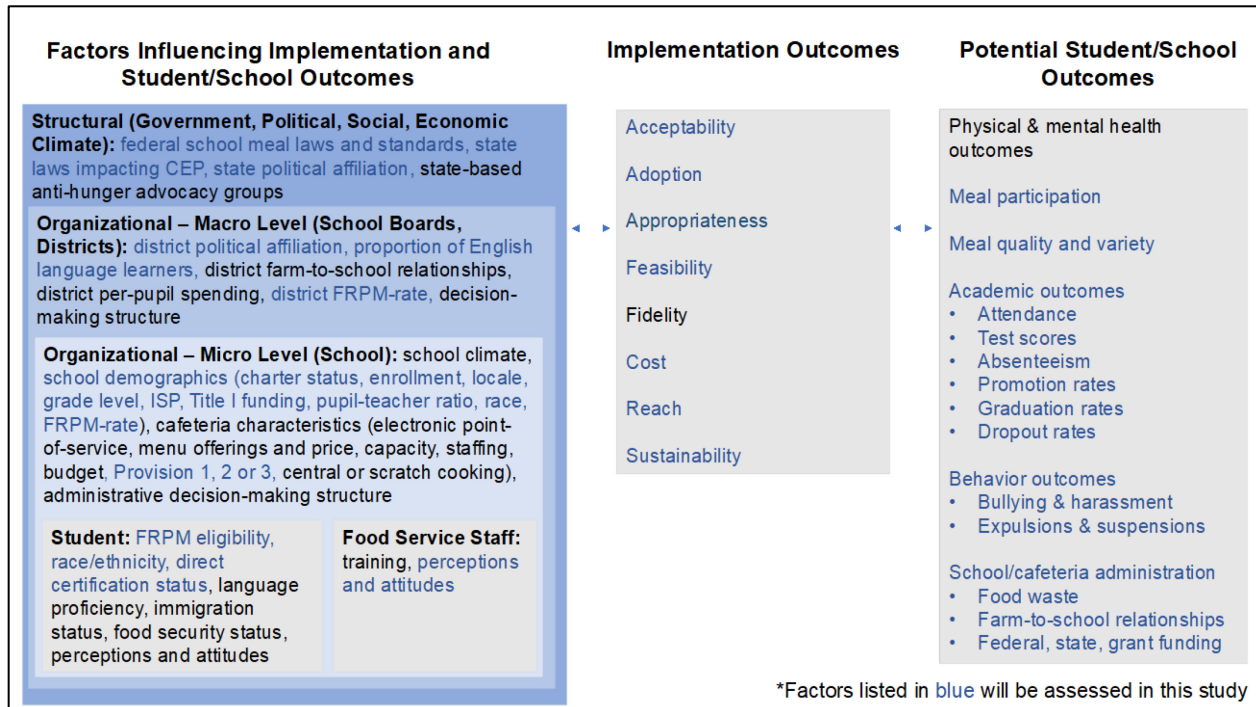 Factors Influencing Implementation and
Student/School Outcomes
Structural (Government, Political, Social, Economic
Climate): federal school meal laws and standards, state
laws impacting CEP, state political affiliation, state-based
anti-hunger advocacy groups
Organizational – Macro Level (School Boards,
Districts): district political affiliation, proportion of English
language learners, district farm-to-school relationships,
district per-pupil spending, district FRPM-rate, decision-
making structure
Organizational – Micro Level (School): school climate,
school demographics (charter status, enrollment, locale,
grade level, ISP, Title I funding, pupil-teacher ratio, race,
FRPM-rate), cafeteria characteristics (electronic point-
of-service, menu offerings and price, capacity, staffing,
budget, Provision 1, 2 or 3, central or scratch cooking),
administrative decision-making structure
Student: FRPM eligibility,
race/ethnicity, direct
certification status, language
proficiency, immigration
status, food security status,
perceptions and attitudes
Food Service Staff:
training, perceptions
and attitudes
Implementation Outcomes
Acceptability
Adoption
Appropriateness
Feasibility
Fidelity
Cost
Reach
Sustainability
Potential Student/School
Outcomes
Physical & mental health
outcomes
Meal participation
Meal quality and variety
Academic outcomes
• Attendance
• Test scores
• Absenteeism
• Promotion rates
• Graduation rates
• Dropout rates
Behavior outcomes
• Bullying & harassment
• Expulsions & suspensions
School/cafeteria administration
• Food waste
• Farm-to-school relationships
• Federal, state, grant funding
*Factors listed in blue will be assessed in this study